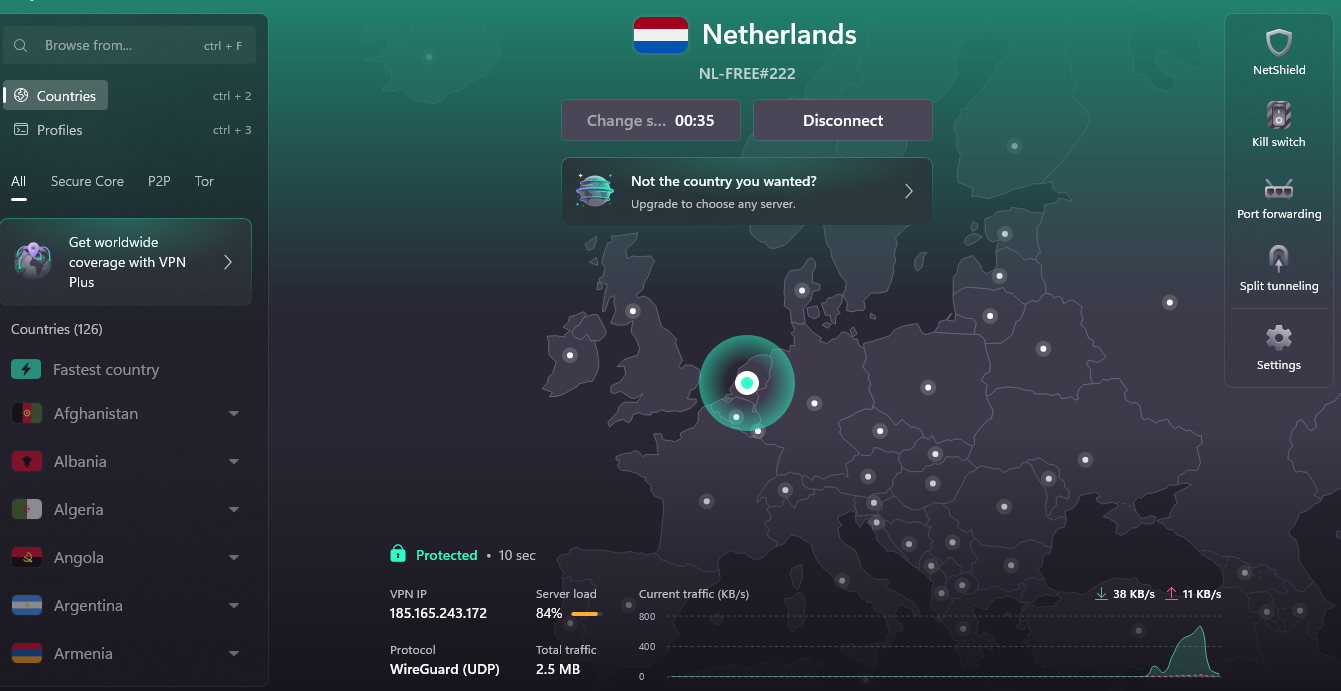 Browse from...
ctrl + F
Countries
ctrl + 2
Profiles
ctrl + 3
All
Secure Core
P2P
Tor
Get worldwide
coverage with VPN
Plus
Countries (126)
Fastest country
Afghanistan
Albania
Algeria
Angola
Argentina
Armenia
Netherlands
NL-FREE#222
Change s... 00:35
Disconnect
Not the country you wanted?
Upgrade to choose any server.
Protected • 10 sec
VPN IP
185.165.243.172
Server load
84%
Protocol
WireGuard (UDP)
Total traffic
2.5 MB
Current traffic (KB/s)
38 KB/s
11 KB/s
800
400
0
NetShield
Kill switch
Port forwarding
Split tunneling
Settings